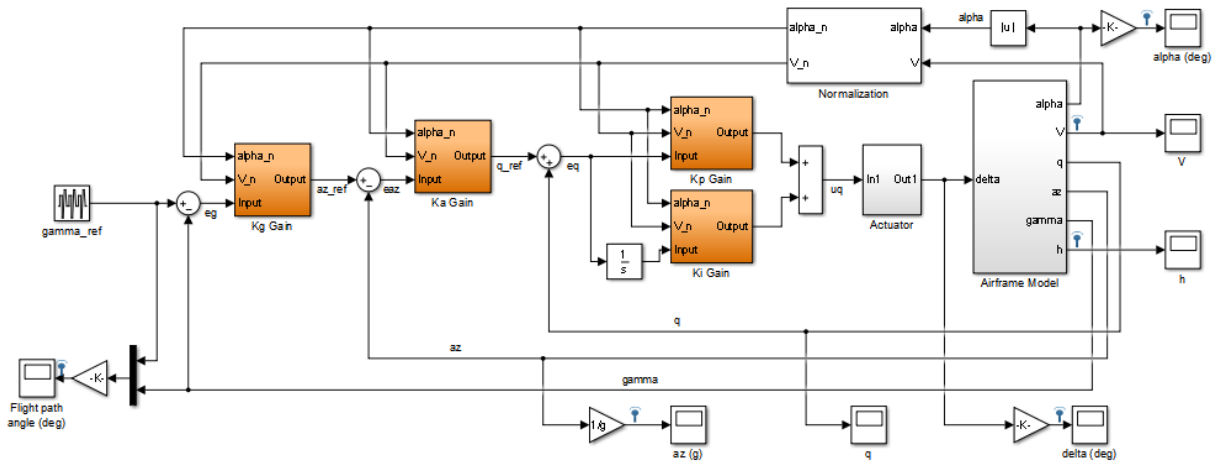 alpha_n
V_n
alpha
V
Normalization
alpha
|u|
-K-
alpha (deg)
delta
alpha
V
q
az
gamma
h
Airframe Model
V
h
gamma_ref
+
-
eg
alpha_n
V_n
Input
Output
Kg Gain
az_ref
+
-
eaz
alpha_n
V_n
Input
Output
Ka Gain
q_ref
+
+
eq
alpha_n
V_n
Input
Output
Kp Gain
1
s
alpha_n
V_n
Input
Output
Ki Gain
+
+
uq
In1
Out1
Actuator
q
az
gamma
-K-
Flight path
angle (deg)
1/g
az (g)
q
-K-
delta (deg)